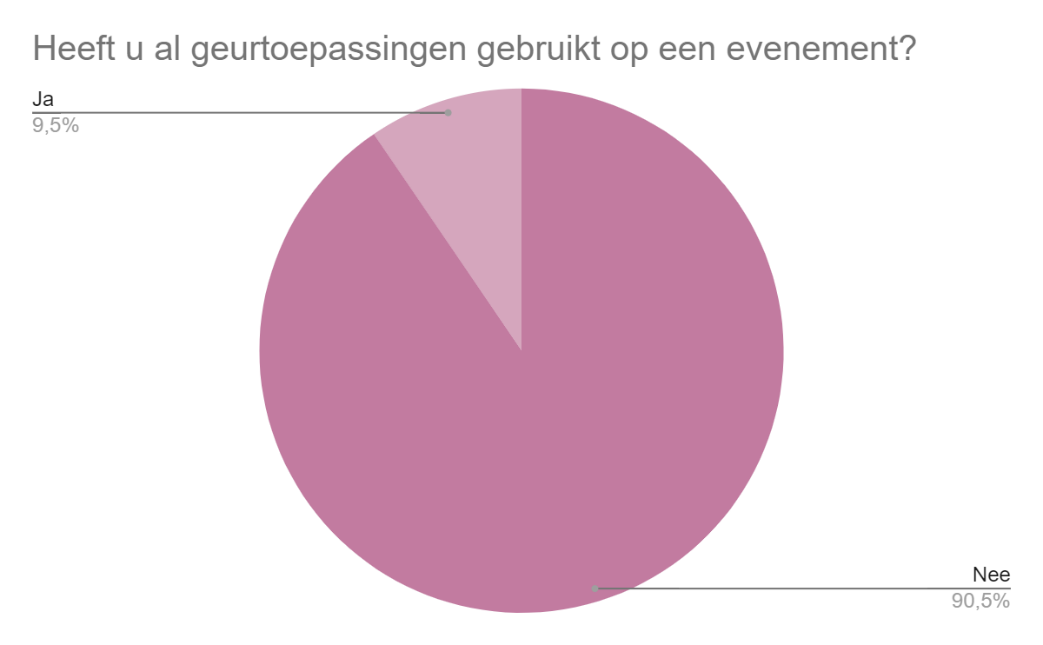 Heeft u al geurtoepassingen gebruikt op een evenement?
Ja
9,5%
Nee
90,5%